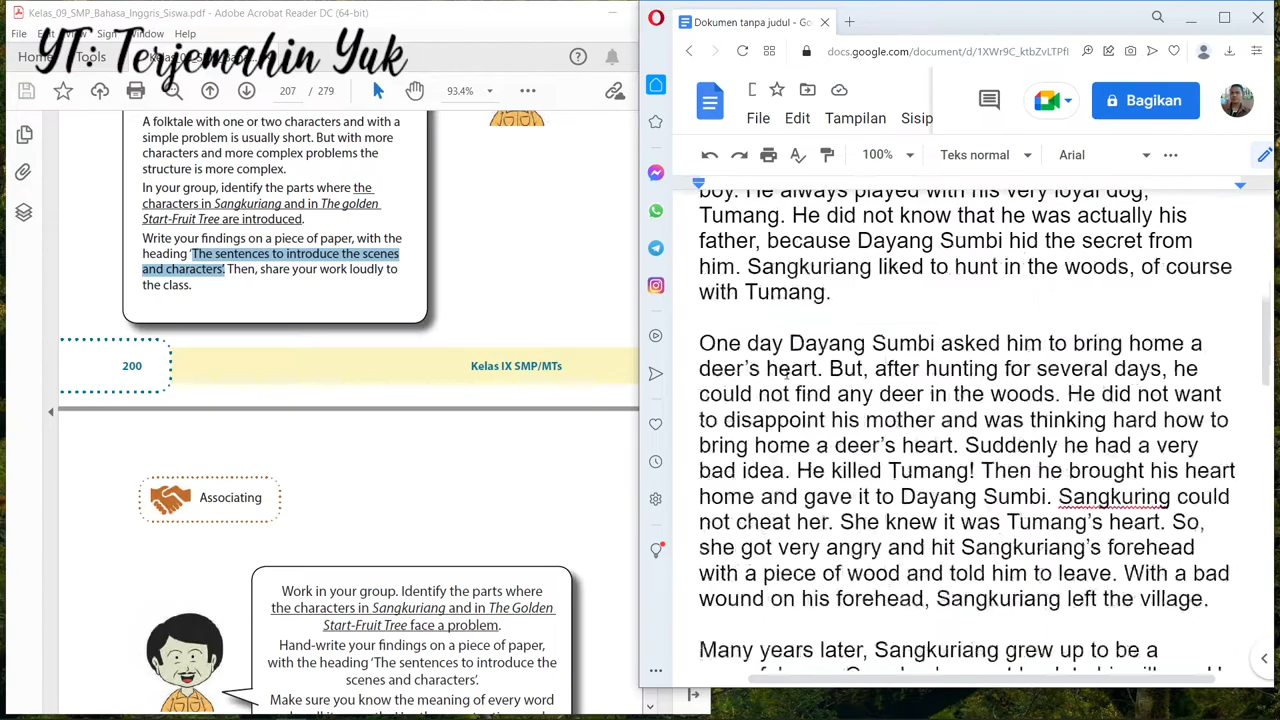 Kelas_09_SMP_Bahasa_Inggris_Siswa.pdf - Adobe Acrobat Reader DC (64-bit)
File
Sign
Window
Help
YT: Terjemahin Yuk
Tools
207 / 279
93.4%
A folktale with one or two characters and with a
simple problem is usually short. But with more
characters and more complex problems the
structure is more complex.
In your group, identify the parts where the
characters in Sangkuriang and in The golden
Start-Fruit Tree are introduced.
Write your findings on a piece of paper, with the
heading ‘The sentences to introduce the scenes
and characters’. Then, share your work loudly to
the class.
200
Kelas IX SMP/MTs
Associating
Work in your group. Identify the parts where
the characters in Sangkuriang and in The Golden
Start-Fruit Tree face a problem.
Hand-write your findings on a piece of paper,
with the heading ‘The sentences to introduce the
scenes and characters’.
Make sure you know the meaning of every word
Dokumen tanpa judul - Go
docs.google.com/document/d/1XWr9C_ktbZvLTPfI
File
Edit
Tampilan
Sisip
Bagikan
100%
Teks normal
Arial
boy. He always played with his very loyal dog,
Tumang. He did not know that he was actually his
father, because Dayang Sumbi hid the secret from
him. Sangkuriang liked to hunt in the woods, of course
with Tumang.
One day Dayang Sumbi asked him to bring home a
deer’s heart. But, after hunting for several days, he
could not find any deer in the woods. He did not want
to disappoint his mother and was thinking hard how to
bring home a deer’s heart. Suddenly he had a very
bad idea. He killed Tumang! Then he brought his heart
home and gave it to Dayang Sumbi. Sangkuring could
not cheat her. She knew it was Tumang’s heart. So,
she got very angry and hit Sangkuriang’s forehead
with a piece of wood and told him to leave. With a bad
wound on his forehead, Sangkuriang left the village.
Many years later, Sangkuriang grew up to be a